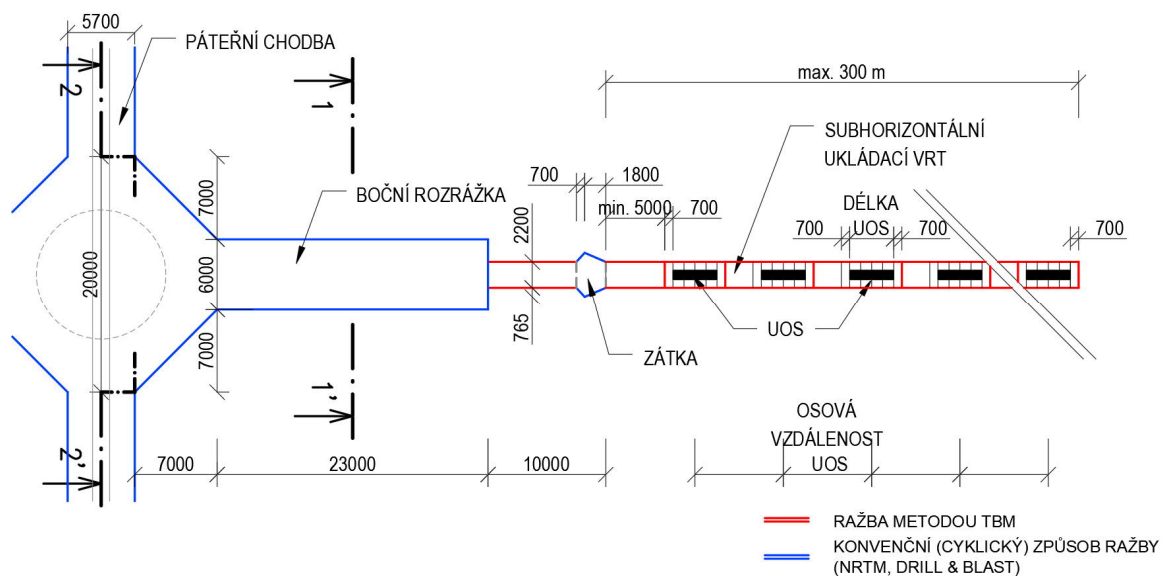 5700
PÁTEŘNÍ CHODBA
2
1
max. 300 m
SUBHORIZONTÁLNÍ
UKLÁDACÍ VRT
BOČNÍ ROZRÁŽKA
700
1800
min. 5000
700
DÉLKA
UOS
700
700
700
7000
2200
20000
6000
765
UOS
ZÁTKA
7000
1'
2'
OSOVÁ
VZDÁLENOST
UOS
7000
23000
10000
RAŽBA METODOU TBM
KONVENČNÍ (CYKLICKÝ) ZPŮSOB RAŽBY
(NRTM, DRILL & BLAST)